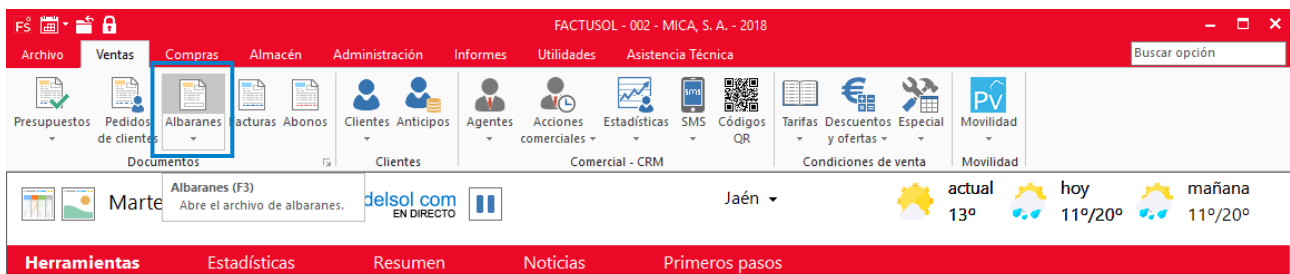 FS
FACTUSOL - 002 - MICA, S. A. - 2018
Archivo Ventas Compras Almacén Administración Informes Utilidades Asistencia Técnica Buscar opción
Presupuestos Pedidos de clientes Albaranes Facturas Abonos Clientes Anticipos Agentes Acciones comerciales Estadísticas SMS Códigos QR Tarifas Descuentos y ofertas Especial Movilidad
sms
PV
Documentos Clientes Comercial - CRM Condiciones de venta Movilidad
Albaranes (F3)
Abre el archivo de albaranes.
Marte
delsol com
EN DIRECTO
Jaén
actual hoy mañana
13º 11º/20º 11º/20º
Herramientas Estadísticas Resumen Noticias Primeros pasos